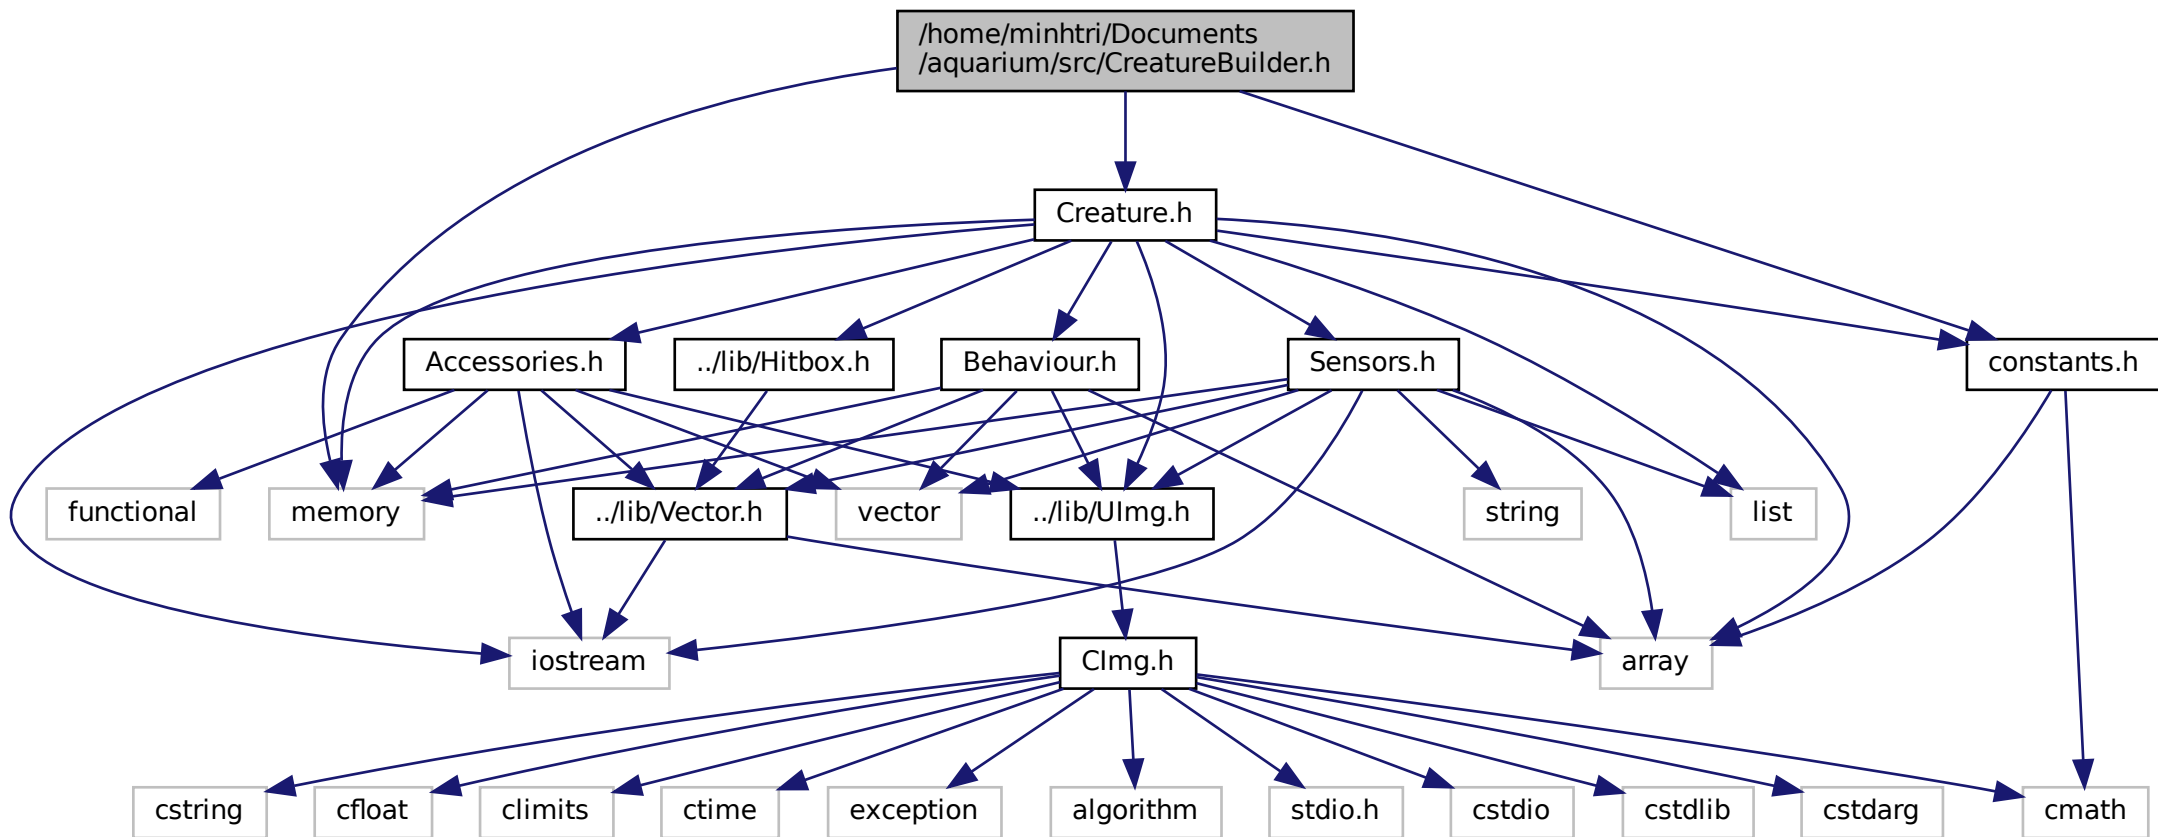 /home/minhtri/Documents
/aquarium/src/CreatureBuilder.h
Creature.h
Accessories.h
../lib/Hitbox.h
Behaviour.h
Sensors.h
constants.h
functional
memory
../lib/Vector.h
vector
../lib/UImg.h
string
list
iostream
CImg.h
array
cstring
cfloat
climits
ctime
exception
algorithm
stdio.h
cstdio
cstdlib
cstdarg
cmath